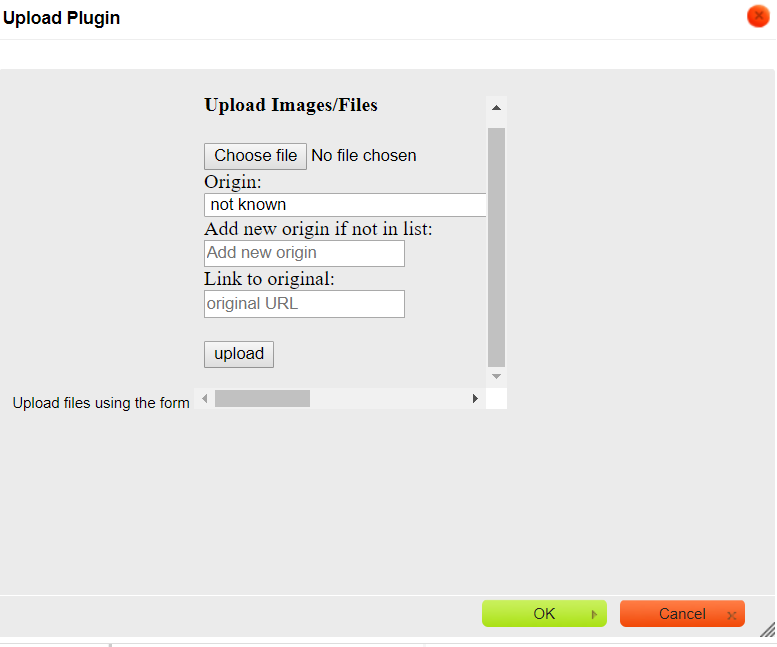 Upload Plugin
Upload Images/Files
Choose file No file chosen
Origin:
not known
Add new origin if not in list:
Add new origin
Link to original:
original URL
upload
Upload files using the form
OK
Cancel